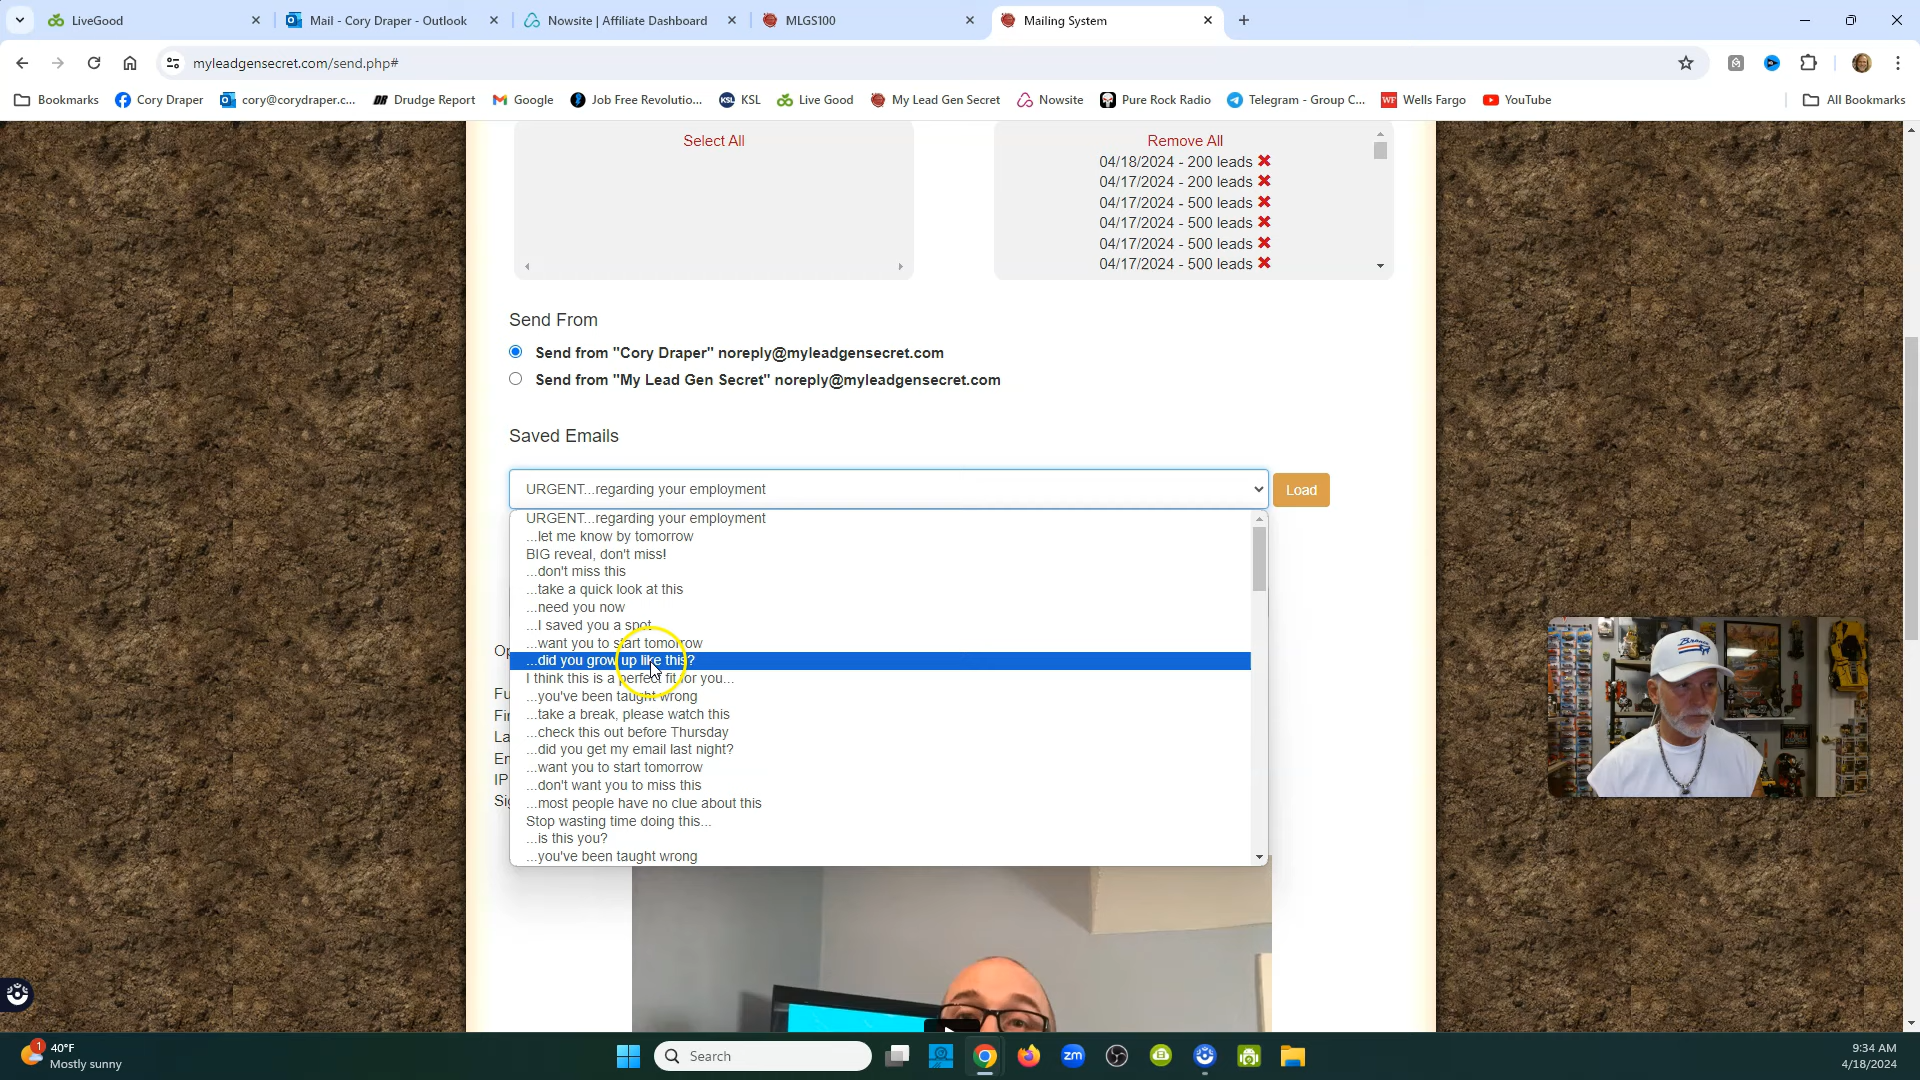 LiveGood
Mail - Cory Draper - Outlook
Nowsite | Affiliate Dashboard
MLGS100
Mailing System
myleadgensecret.com/send.php#
Bookmarks
Cory Draper
cory@corydraper.c...
Drudge Report
Google
Job Free Revolutio...
KSL
Live Good
My Lead Gen Secret
Nowsite
Pure Rock Radio
Telegram - Group C...
Wells Fargo
YouTube
All Bookmarks
Select All
Remove All
04/18/2024 - 200 leads
04/17/2024 - 200 leads
04/17/2024 - 500 leads
04/17/2024 - 500 leads
04/17/2024 - 500 leads
04/17/2024 - 500 leads
Send From
Send from "Cory Draper" noreply@myleadgensecret.com
Send from "My Lead Gen Secret" noreply@myleadgensecret.com
Saved Emails
URGENT...regarding your employment
Load
URGENT...regarding your employment
...let me know by tomorrow
BIG reveal, don't miss!
...don't miss this
...take a quick look at this
...need you now
...I saved you a spot
...want you to start tomorrow
...did you grow up like this?
I think this is a perfect fit for you...
...you've been taught wrong
...take a break, please watch this
...check this out before Thursday
...did you get my email last night?
...want you to start tomorrow
...don't want you to miss this
...most people have no clue about this
Stop wasting time doing this...
...is this you?
...you've been taught wrong
1
40°F
Mostly sunny
Search
zm
9:34 AM
4/18/2024